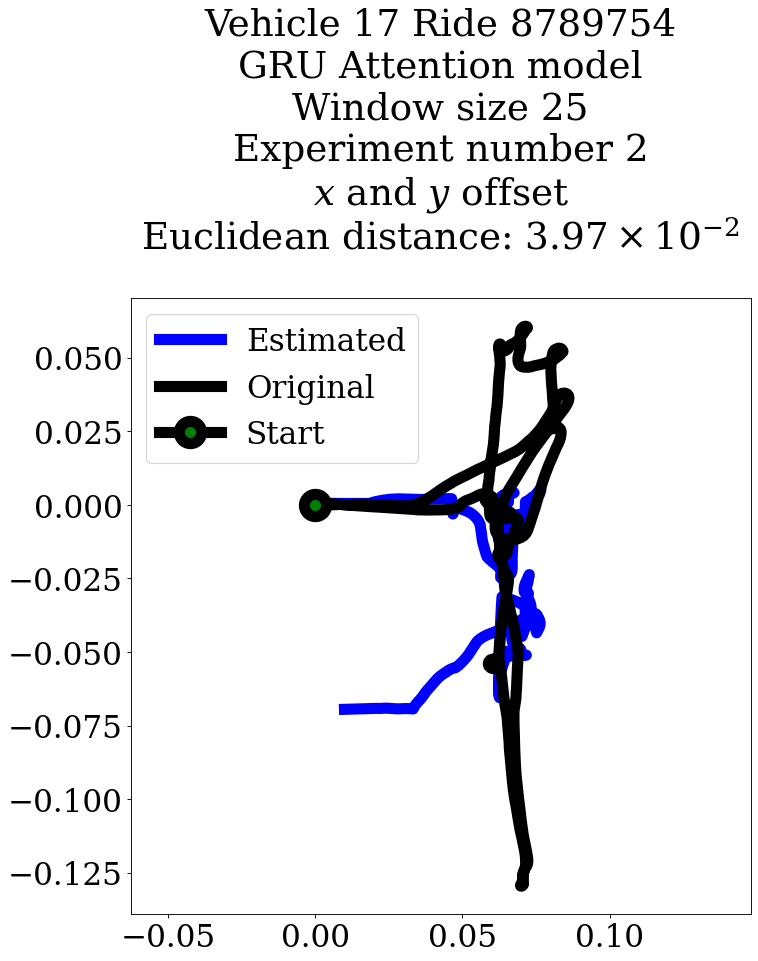 Vehicle 17 Ride 8789754
GRU Attention model
Window size 25
Experiment number 2
x and y offset
Euclidean distance: 3.97 × 10⁻²
Estimated
Original
Start
0.050
0.025
0.000
−0.025
−0.050
−0.075
−0.100
−0.125
−0.05 0.00 0.05 0.10